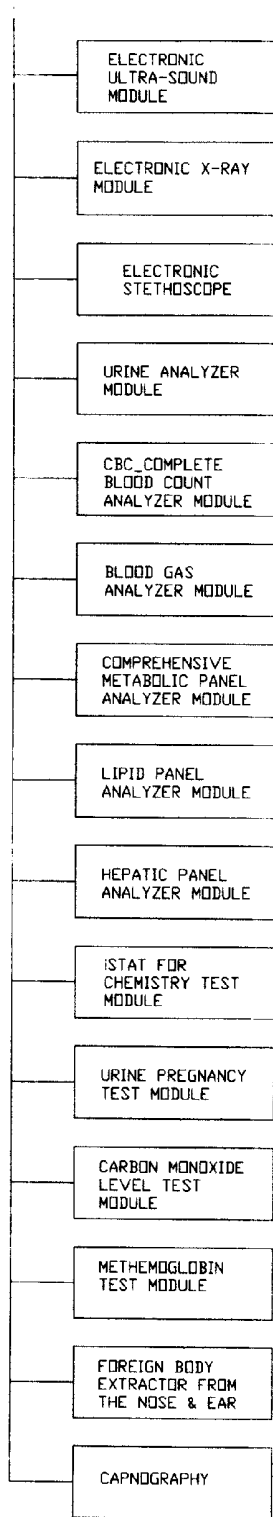 ELECTRONIC
ULTRA-SOUND
MODULE
ELECTRONIC X-RAY
MODULE
ELECTRONIC
STETHOSCOPE
URINE ANALYZER
MODULE
CBC_COMPLETE
BLOOD COUNT
ANALYZER MODULE
BLOOD GAS
ANALYZER MODULE
COMPREHENSIVE
METABOLIC PANEL
ANALYZER MODULE
LIPID PANEL
ANALYZER MODULE
HEPATIC PANEL
ANALYZER MODULE
iSTAT FOR
CHEMISTRY TEST
MODULE
URINE PREGNANCY
TEST MODULE
CARBON MONOXIDE
LEVEL TEST
MODULE
METHEMOGLOBIN
TEST MODULE
FOREIGN BODY
EXTRACTOR FROM
THE NOSE & EAR
CAPNOGRAPHY